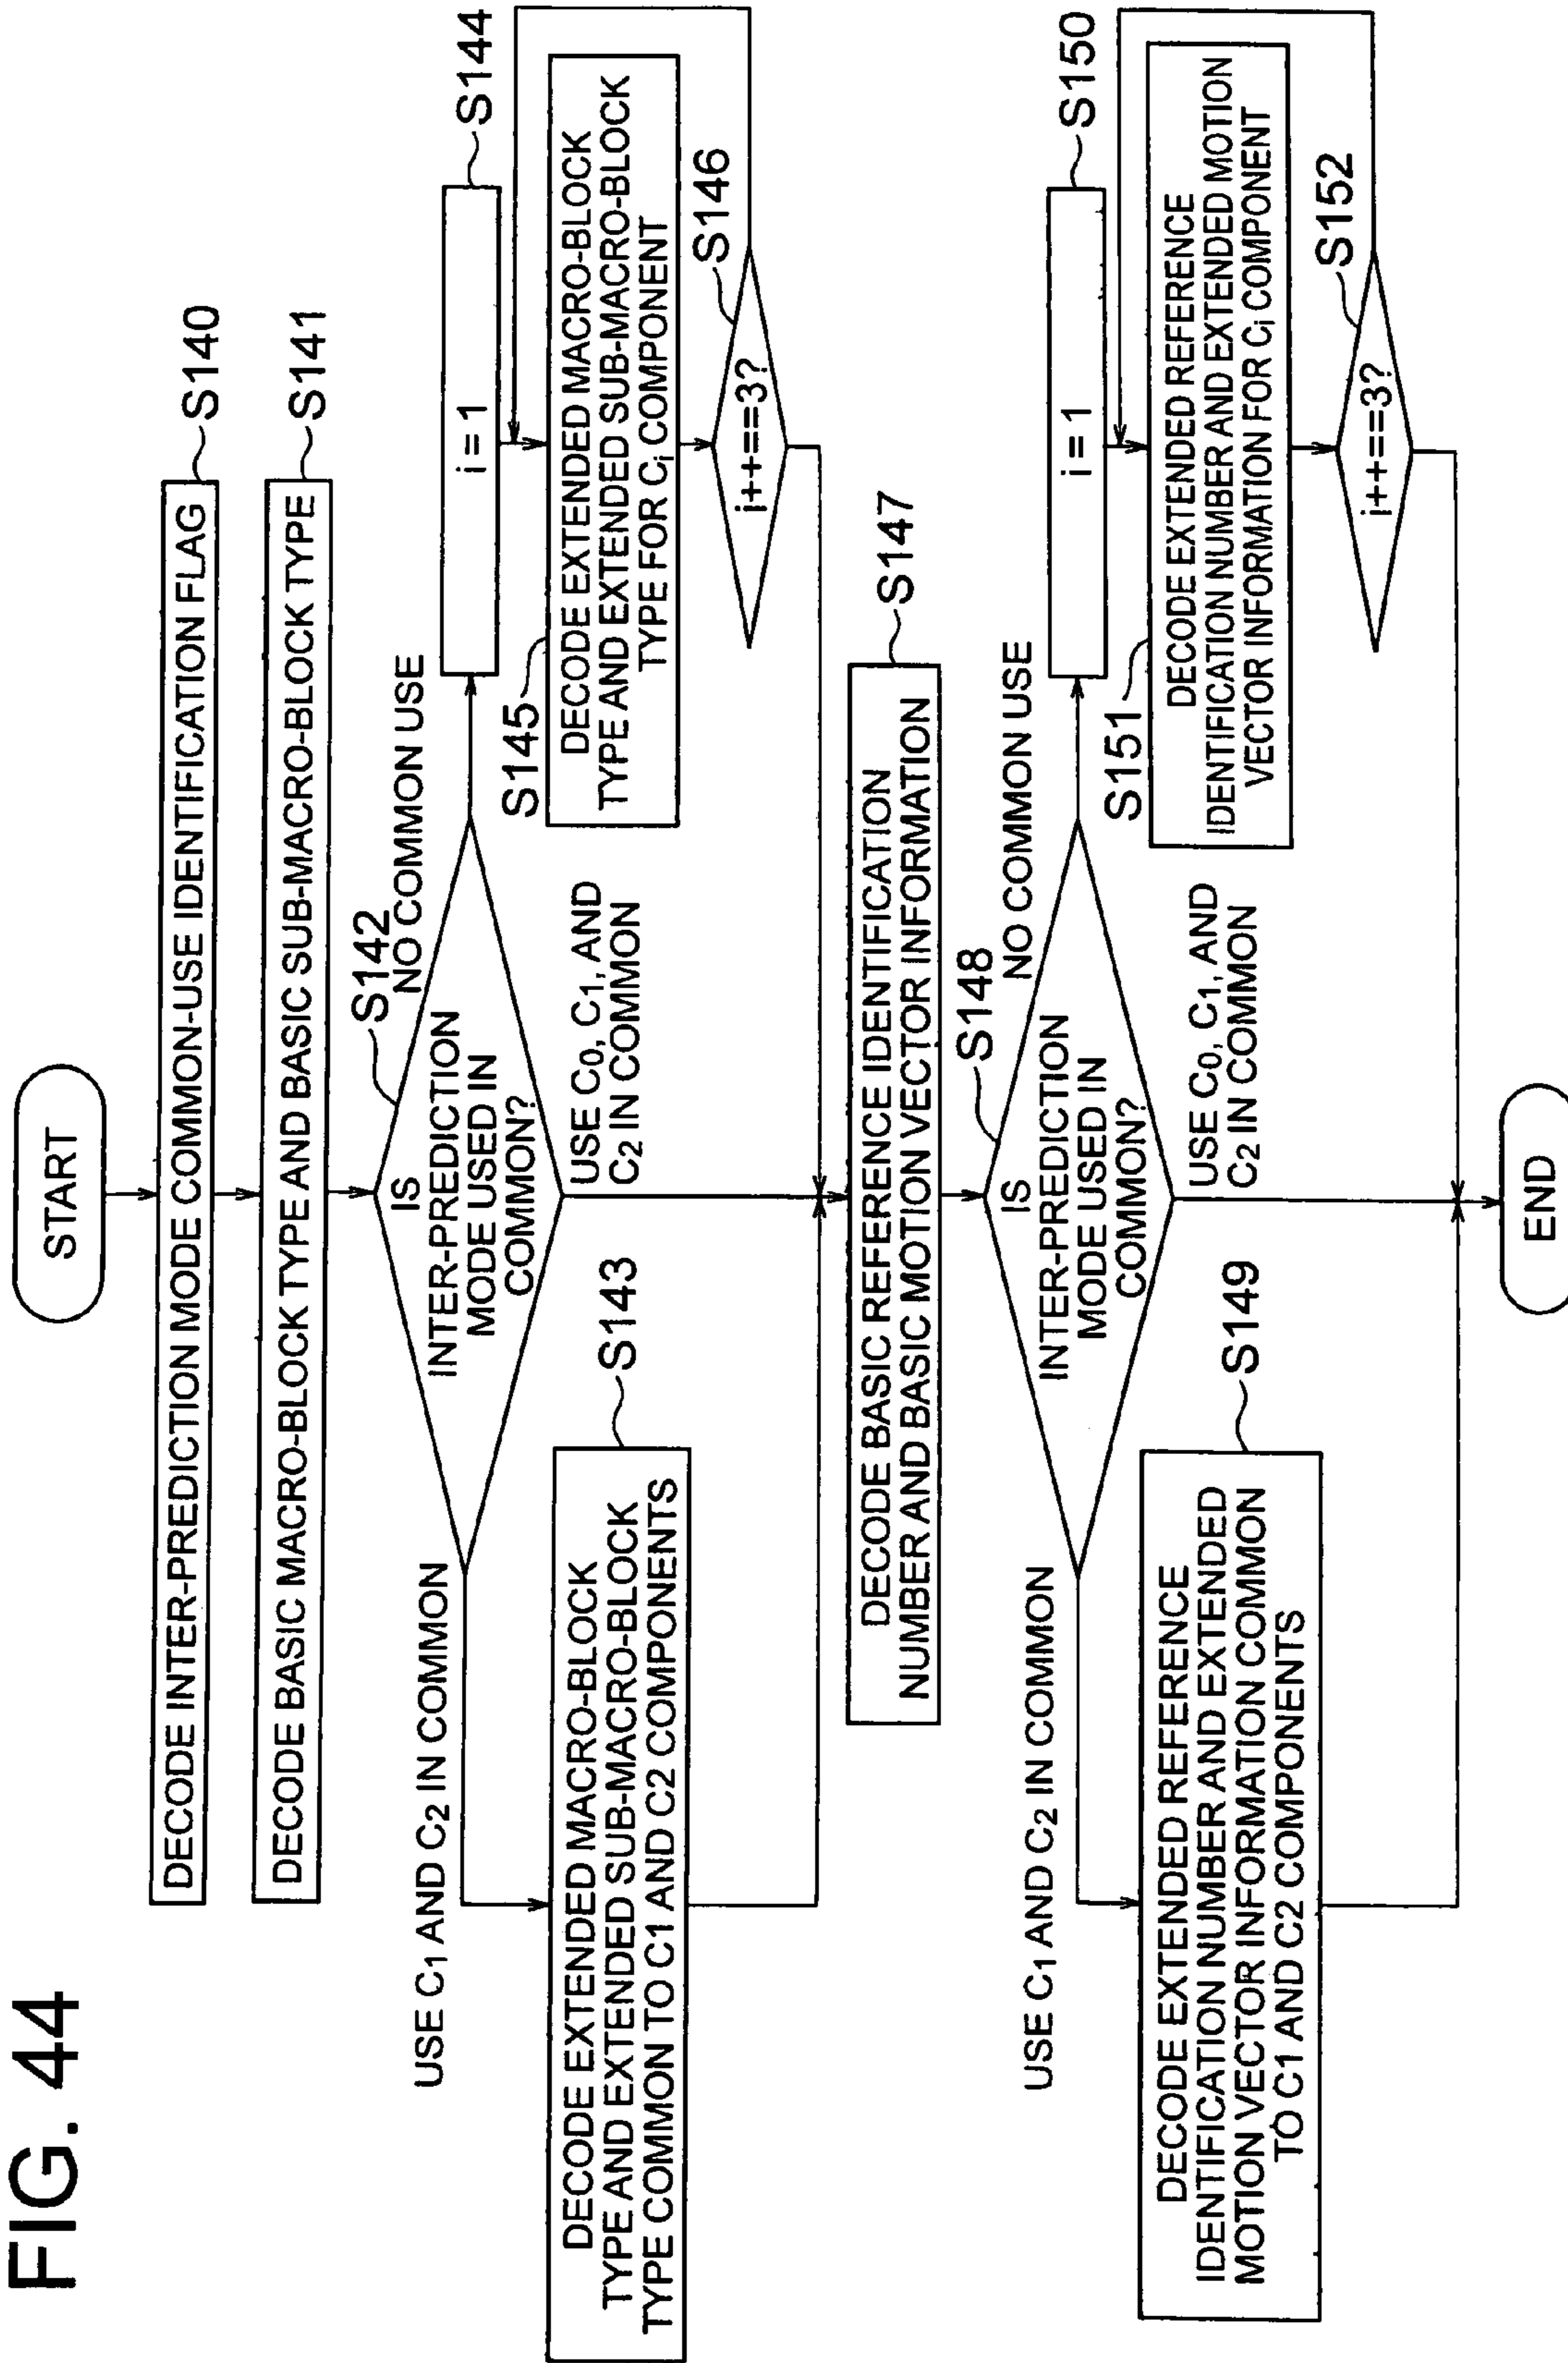 FIG. 44
START
DECODE INTER-PREDICTION MODE COMMON-USE IDENTIFICATION FLAG
S140
DECODE BASIC MACRO-BLOCK TYPE AND BASIC SUB-MACRO-BLOCK TYPE
S141
S142
IS
INTER-PREDICTION
MODE USED IN
COMMON?
USE C1 AND C2 IN COMMON
NO COMMON USE
USE C0, C1, AND
C2 IN COMMON
S143
DECODE EXTENDED MACRO-BLOCK
TYPE AND EXTENDED SUB-MACRO-BLOCK
TYPE COMMON TO C1 AND C2 COMPONENTS
i = 1
S144
S145
DECODE EXTENDED MACRO-BLOCK
TYPE AND EXTENDED SUB-MACRO-BLOCK
TYPE FOR Ci COMPONENT
S146
i++==3?
DECODE BASIC REFERENCE IDENTIFICATION
NUMBER AND BASIC MOTION VECTOR INFORMATION
S147
S148
IS
INTER-PREDICTION
MODE USED IN
COMMON?
USE C1 AND C2 IN COMMON
NO COMMON USE
USE C0, C1, AND
C2 IN COMMON
S149
DECODE EXTENDED REFERENCE
IDENTIFICATION NUMBER AND EXTENDED
MOTION VECTOR INFORMATION COMMON
TO C1 AND C2 COMPONENTS
i = 1
S150
S151
DECODE EXTENDED REFERENCE
IDENTIFICATION NUMBER AND EXTENDED MOTION
VECTOR INFORMATION FOR Ci COMPONENT
S152
i++==3?
END